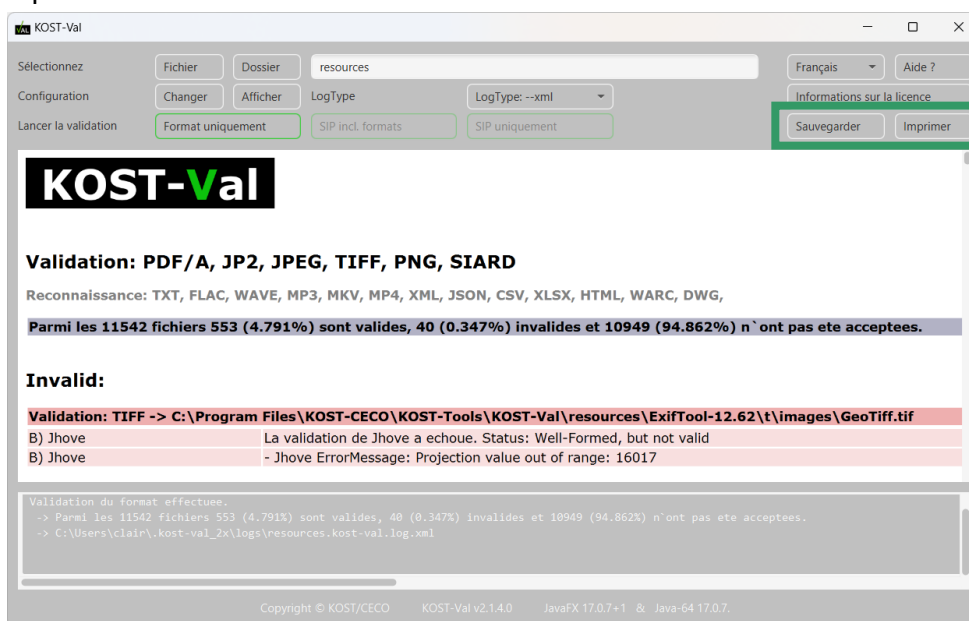 KOST-Val
Sélectionnez Fichier Dossier resources Français Aide ?
Configuration Changer Afficher LogType LogType: --xml Informations sur la licence
Lancer la validation Format uniquement SIP incl. formats SIP uniquement Sauvegarder Imprimer
KOST-Val
Validation: PDF/A, JP2, JPEG, TIFF, PNG, SIARD
Reconnaissance: TXT, FLAC, WAVE, MP3, MKV, MP4, XML, JSON, CSV, XLSX, HTML, WARC, DWG,
Parmi les 11542 fichiers 553 (4.791%) sont valides, 40 (0.347%) invalides et 10949 (94.862%) n`ont pas ete acceptees.
Invalid:
Validation: TIFF -> C:\Program Files\KOST-CECO\KOST-Tools\KOST-Val\resources\ExifTool-12.62\t\images\GeoTiff.tif
B) Jhove La validation de Jhove a echoue. Status: Well-Formed, but not valid
B) Jhove - Jhove ErrorMessage: Projection value out of range: 16017
Validation du format effectuee.
-> Parmi les 11542 fichiers 553 (4.791%) sont valides, 40 (0.347%) invalides et 10949 (94.862%) n`ont pas ete acceptees.
-> C:\Users\clair\.kost-val_2x\logs\resources.kost-val.log.xml
Copyright © KOST/CECO KOST-Val v2.1.4.0 JavaFX 17.0.7+1 & Java-64 17.0.7.